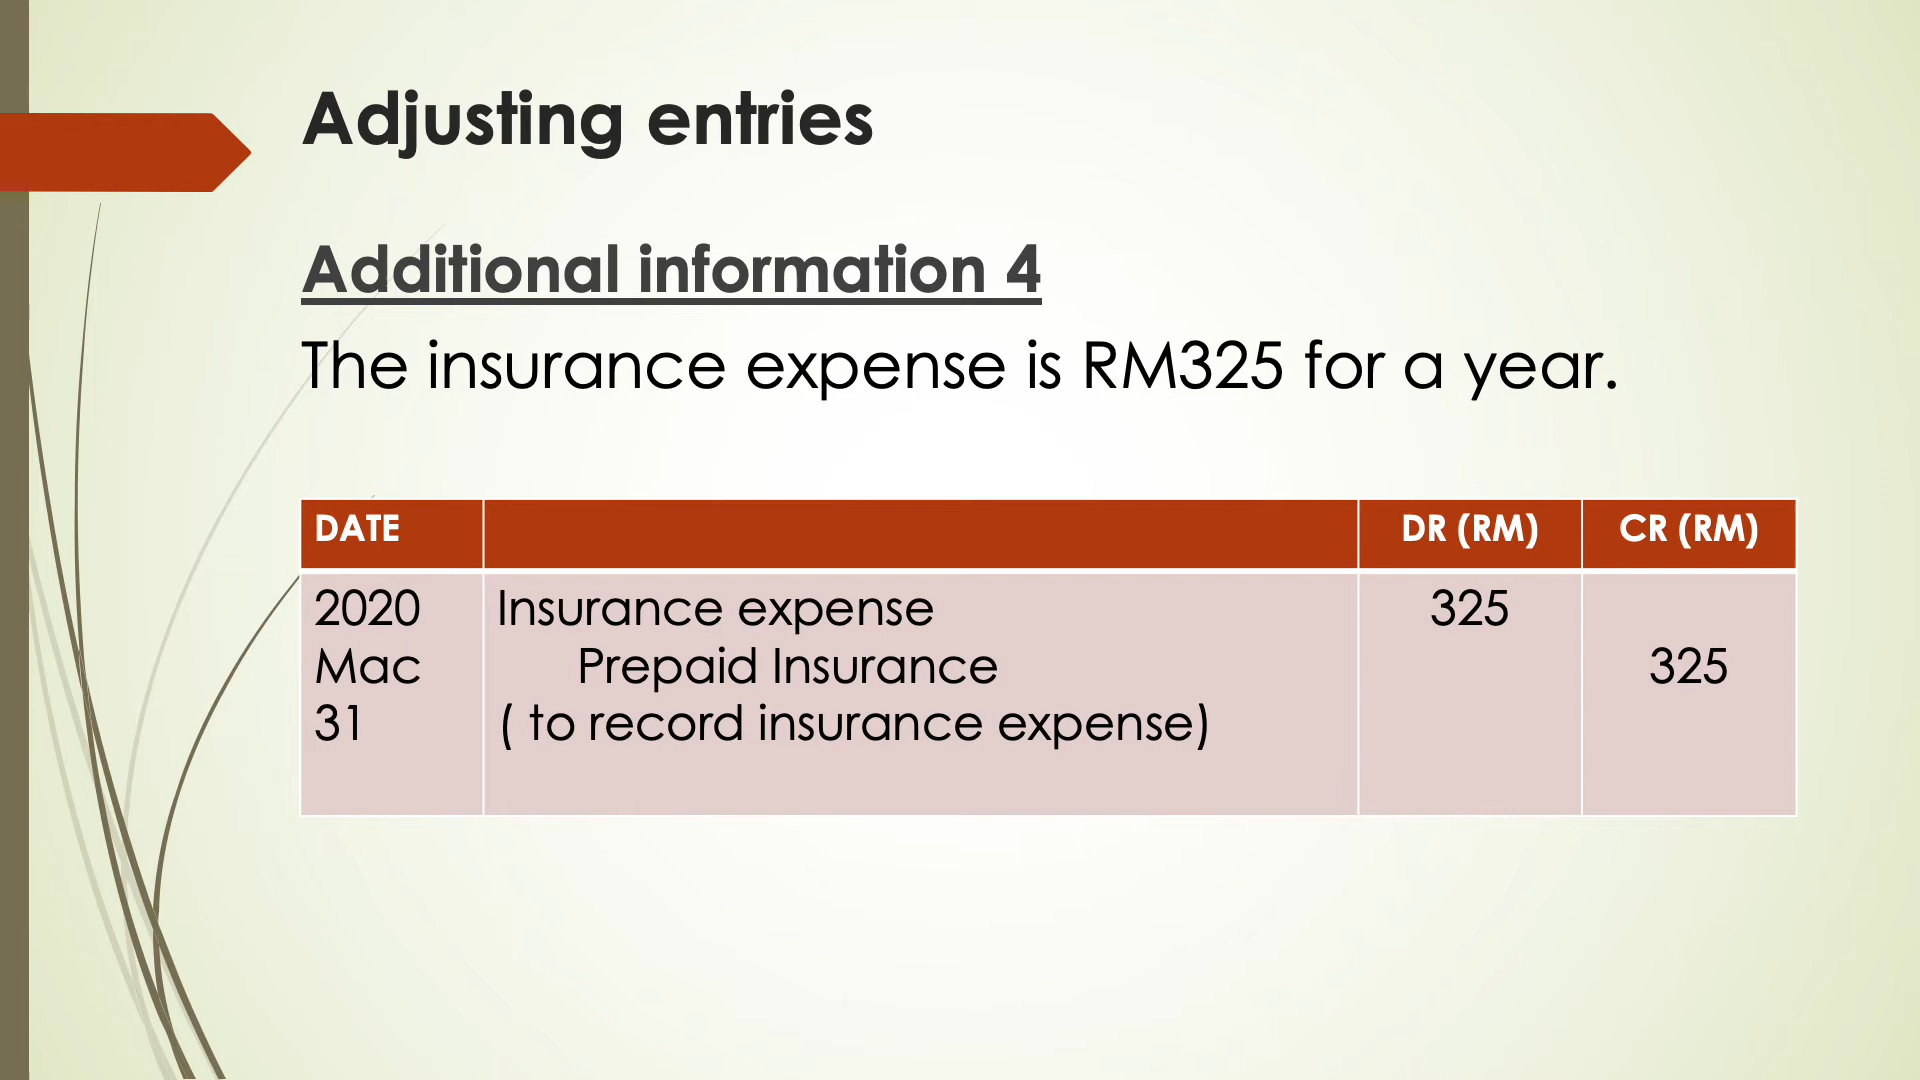 Adjusting entries
Additional information 4
The insurance expense is RM325 for a year.
DATE DR (RM) CR (RM)
2020 Insurance expense 325
Mac Prepaid Insurance 325
31 ( to record insurance expense)